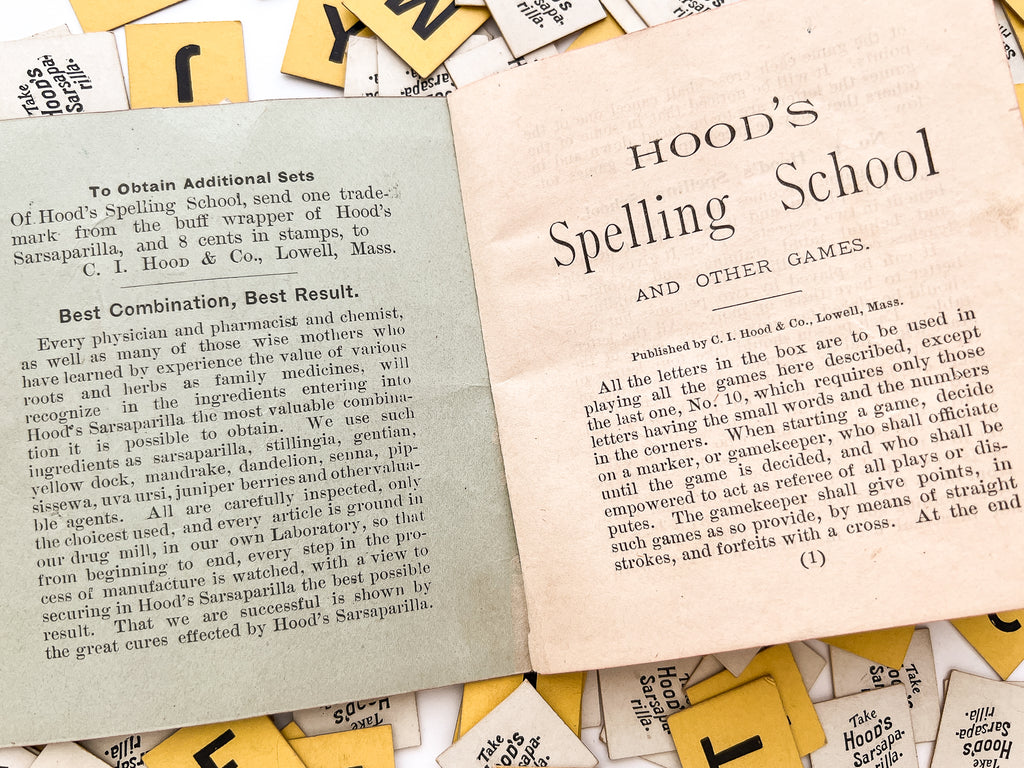 J
Y
M
Take
Hood's
Sarsapa-
rilla.
Sarsapa-
rilla.
To Obtain Additional Sets
Of Hood's Spelling School, send one trade-
mark from the buff wrapper of Hood's
Sarsaparilla, and 8 cents in stamps, to
C. I. HOOD & Co., Lowell, Mass.
Best Combination, Best Result.
Every physician and pharmacist and chemist,
as well as many of those wise mothers who
have learned by experience the value of various
roots and herbs as family medicines, will
recognize in the ingredients entering into
Hood's Sarsaparilla the most valuable combina-
tion it is possible to obtain. We use such
ingredients as sarsaparilla, stillingia, gentian,
yellow dock, mandrake, dandelion, senna, pip-
sissewa, uva ursi, juniper berries and other valua-
ble agents. All are carefully inspected, only
the choicest used, and every article is ground in
our drug mill, in our own Laboratory, so that
from beginning to end, every step in the pro-
cess of manufacture is watched, with a view to
securing in Hood's Sarsaparilla the best possible
result. That we are successful is shown by
the great cures effected by Hood's Sarsaparilla.
HOOD'S
Spelling School
AND OTHER GAMES.
Published by C. I. Hood & Co., Lowell, Mass.
All the letters in the box are to be used in
playing all the games here described, except
the last one, No. 10, which requires only those
letters having the small words and the numbers
in the corners. When starting a game, decide
on a marker, or gamekeeper, who shall officiate
until the game is decided, and who shall be
empowered to act as referee of all plays or dis-
putes. The gamekeeper shall give points, in
such games as so provide, by means of straight
strokes, and forfeits with a cross. At the end
(1)
Take
Hood's
Take
HOOD'S
Sarsapa-
rilla.
Hood's
Sarsapa-
rilla.
T
Take
HOOD'S
Sarsapa-
rilla.
Take
HOOD'S
Sarsapa-
rilla.